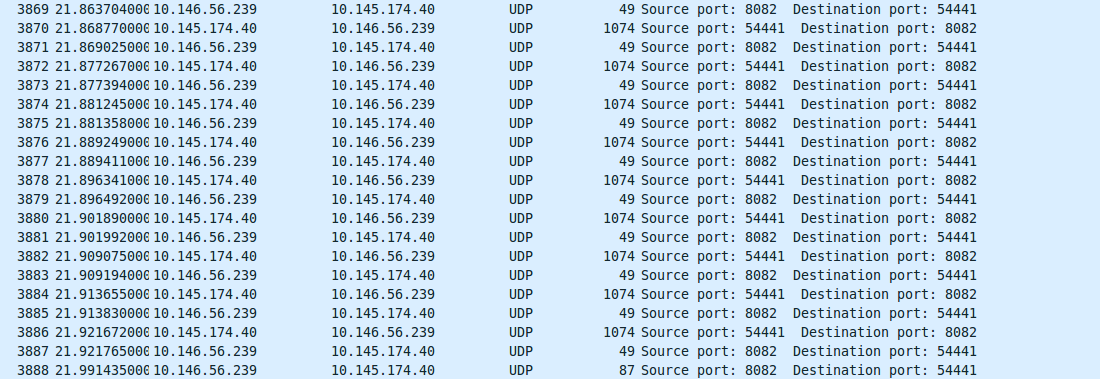 3869 21.863704000 10.146.56.239 10.145.174.40 UDP 49 Source port: 8082 Destination port: 54441
3870 21.868770000 10.145.174.40 10.146.56.239 UDP 1074 Source port: 54441 Destination port: 8082
3871 21.869025000 10.146.56.239 10.145.174.40 UDP 49 Source port: 8082 Destination port: 54441
3872 21.877267000 10.145.174.40 10.146.56.239 UDP 1074 Source port: 54441 Destination port: 8082
3873 21.877394000 10.146.56.239 10.145.174.40 UDP 49 Source port: 8082 Destination port: 54441
3874 21.881245000 10.145.174.40 10.146.56.239 UDP 1074 Source port: 54441 Destination port: 8082
3875 21.881358000 10.146.56.239 10.145.174.40 UDP 49 Source port: 8082 Destination port: 54441
3876 21.889249000 10.145.174.40 10.146.56.239 UDP 1074 Source port: 54441 Destination port: 8082
3877 21.889411000 10.146.56.239 10.145.174.40 UDP 49 Source port: 8082 Destination port: 54441
3878 21.896341000 10.145.174.40 10.146.56.239 UDP 1074 Source port: 54441 Destination port: 8082
3879 21.896492000 10.146.56.239 10.145.174.40 UDP 49 Source port: 8082 Destination port: 54441
3880 21.901890000 10.145.174.40 10.146.56.239 UDP 1074 Source port: 54441 Destination port: 8082
3881 21.901992000 10.146.56.239 10.145.174.40 UDP 49 Source port: 8082 Destination port: 54441
3882 21.909075000 10.145.174.40 10.146.56.239 UDP 1074 Source port: 54441 Destination port: 8082
3883 21.909194000 10.146.56.239 10.145.174.40 UDP 49 Source port: 8082 Destination port: 54441
3884 21.913655000 10.145.174.40 10.146.56.239 UDP 1074 Source port: 54441 Destination port: 8082
3885 21.913830000 10.146.56.239 10.145.174.40 UDP 49 Source port: 8082 Destination port: 54441
3886 21.921672000 10.145.174.40 10.146.56.239 UDP 1074 Source port: 54441 Destination port: 8082
3887 21.921765000 10.146.56.239 10.145.174.40 UDP 49 Source port: 8082 Destination port: 54441
3888 21.991435000 10.146.56.239 10.145.174.40 UDP 87 Source port: 8082 Destination port: 54441